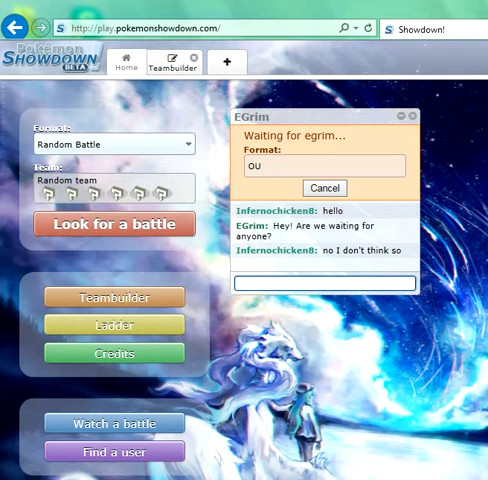 http://play.pokemonshowdown.com/
Showdown!
Pokémon
SHOWDOWN
BETA
Home
Teambuilder
+
Format:
Random Battle
Team:
Random team
Look for a battle
Teambuilder
Ladder
Credits
Watch a battle
Find a user
EGrim
Waiting for egrim...
Format:
OU
Cancel
Infernochicken8: hello
EGrim: Hey! Are we waiting for
anyone?
Infernochicken8: no I don't think so